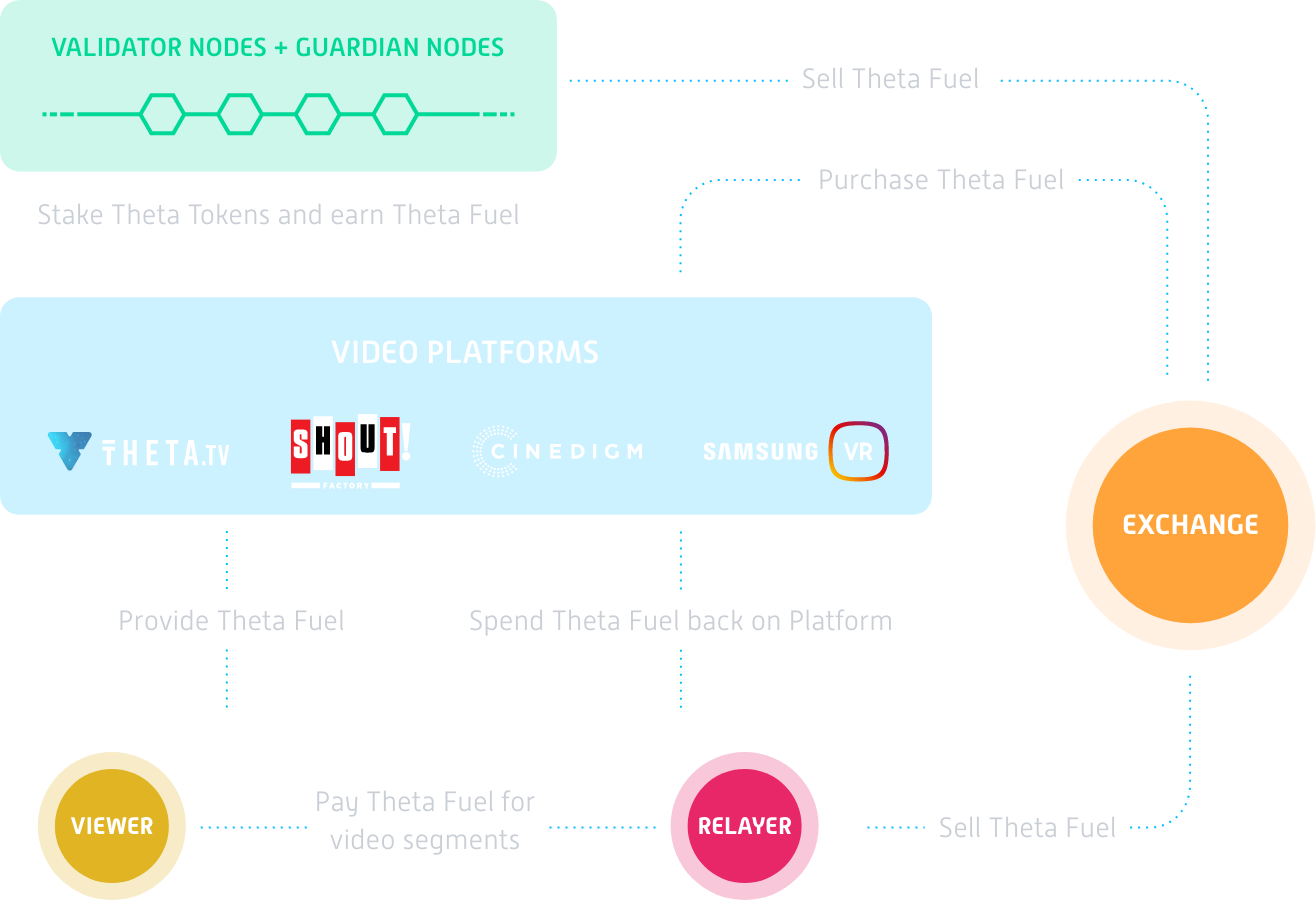 VALIDATOR NODES + GUARDIAN NODES
Sell Theta Fuel
Purchase Theta Fuel
Stake Theta Tokens and earn Theta Fuel
VIDEO PLATFORMS
THETA.TV
SHOUT!
FACTORY
CINEDIGM
SAMSUNG VR
EXCHANGE
Provide Theta Fuel
Spend Theta Fuel back on Platform
VIEWER
Pay Theta Fuel for
video segments
RELAYER
Sell Theta Fuel